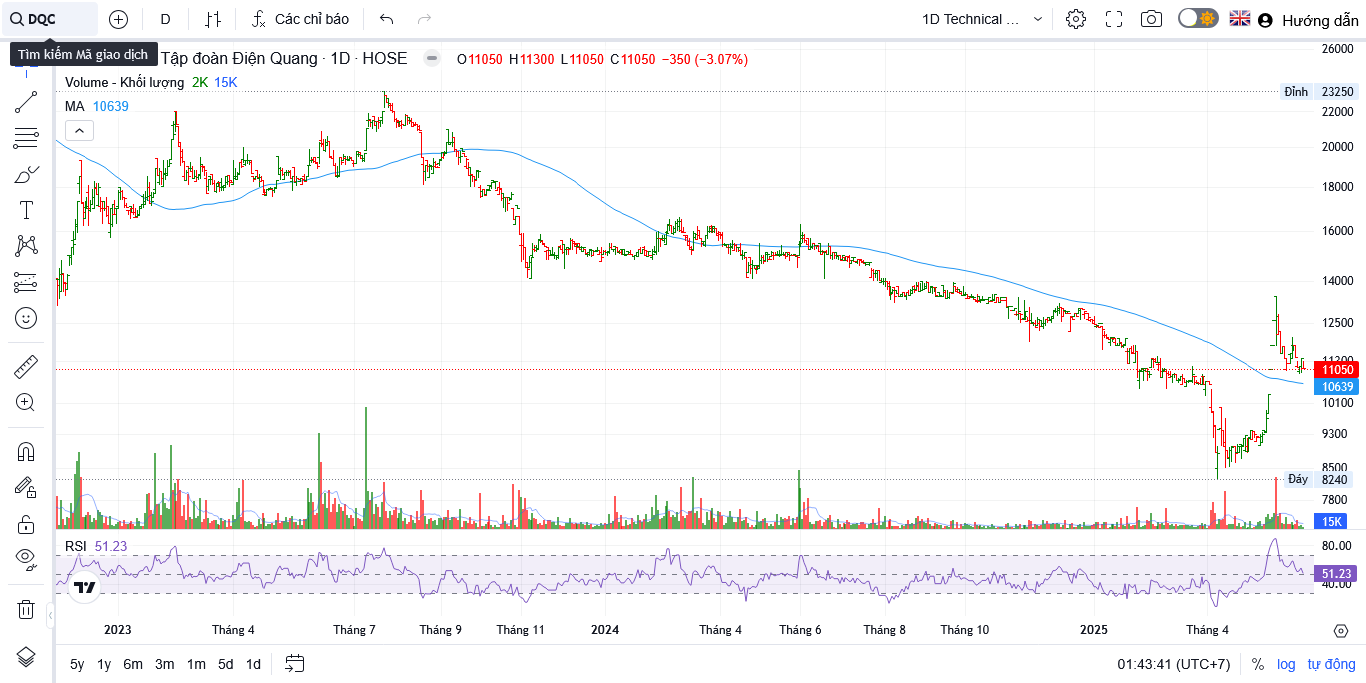 DQC
D
Các chỉ báo
1D Technical ...
Hướng dẫn
Tìm kiếm Mã giao dịch
Tập đoàn Điện Quang · 1D · HOSE
O11050 H11300 L11050 C11050 −350 (−3.07%)
Volume - Khối lượng 2K 15K
MA 10639
26000
Đỉnh 23250
22000
20000
18000
16000
14000
12500
11200
11050
10639
10100
9300
8500
Đáy 8240
7800
15K
RSI 51.23
80.00
51.23
40.00
2023 Tháng 4 Tháng 7 Tháng 9 Tháng 11 2024 Tháng 4 Tháng 6 Tháng 8 Tháng 10 2025 Tháng 4
5y 1y 6m 3m 1m 5d 1d
01:43:41 (UTC+7) % log tự động